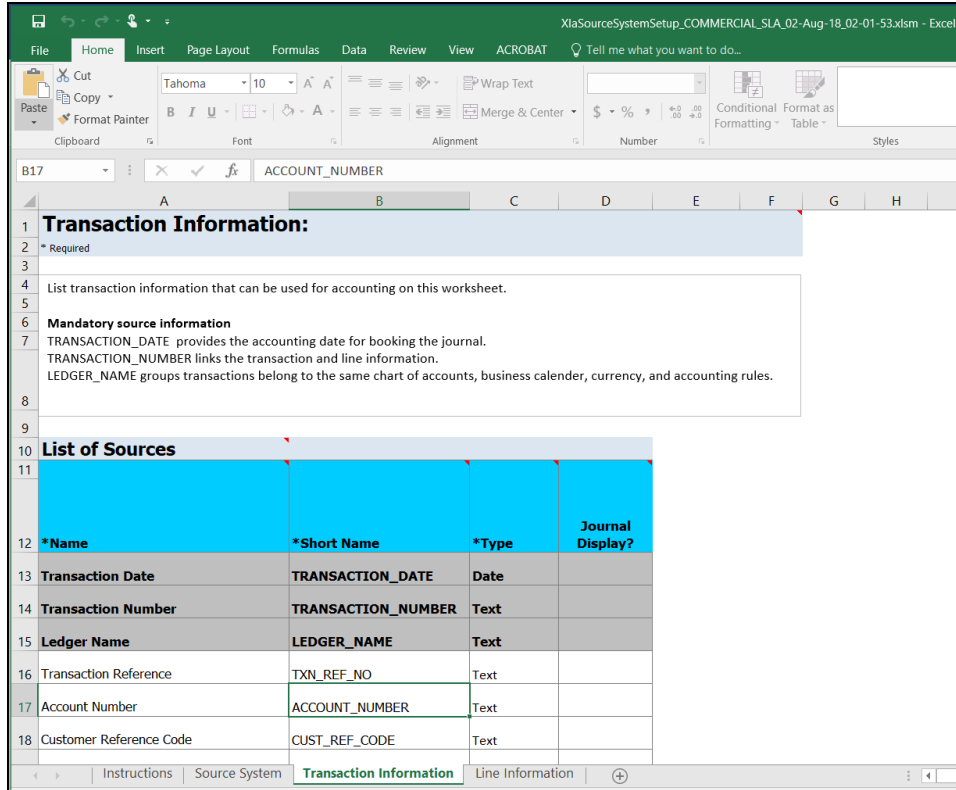 XlaSourceSystemSetup_COMMERCIAL_SLA_02-Aug-18_02-01-53.xlsm - Excel
File Home Insert Page Layout Formulas Data Review View ACROBAT Tell me what you want to do...
Paste
Cut
Copy
Format Painter
Clipboard
Tahoma 10 A A
B I U A
Font
Wrap Text
Merge & Center
Alignment
$ % ,
Number
Conditional Formatting
Format as Table
Styles
B17 fx ACCOUNT_NUMBER
A B C D E F G H
1 Transaction Information:
2 * Required
3
4 List transaction information that can be used for accounting on this worksheet.
5
6 Mandatory source information
7 TRANSACTION_DATE provides the accounting date for booking the journal.
TRANSACTION_NUMBER links the transaction and line information.
LEDGER_NAME groups transactions belong to the same chart of accounts, business calender, currency, and accounting rules.
8
9
10 List of Sources
11
12 *Name *Short Name *Type Journal Display?
13 Transaction Date TRANSACTION_DATE Date
14 Transaction Number TRANSACTION_NUMBER Text
15 Ledger Name LEDGER_NAME Text
16 Transaction Reference TXN_REF_NO Text
17 Account Number ACCOUNT_NUMBER Text
18 Customer Reference Code CUST_REF_CODE Text
Instructions Source System Transaction Information Line Information